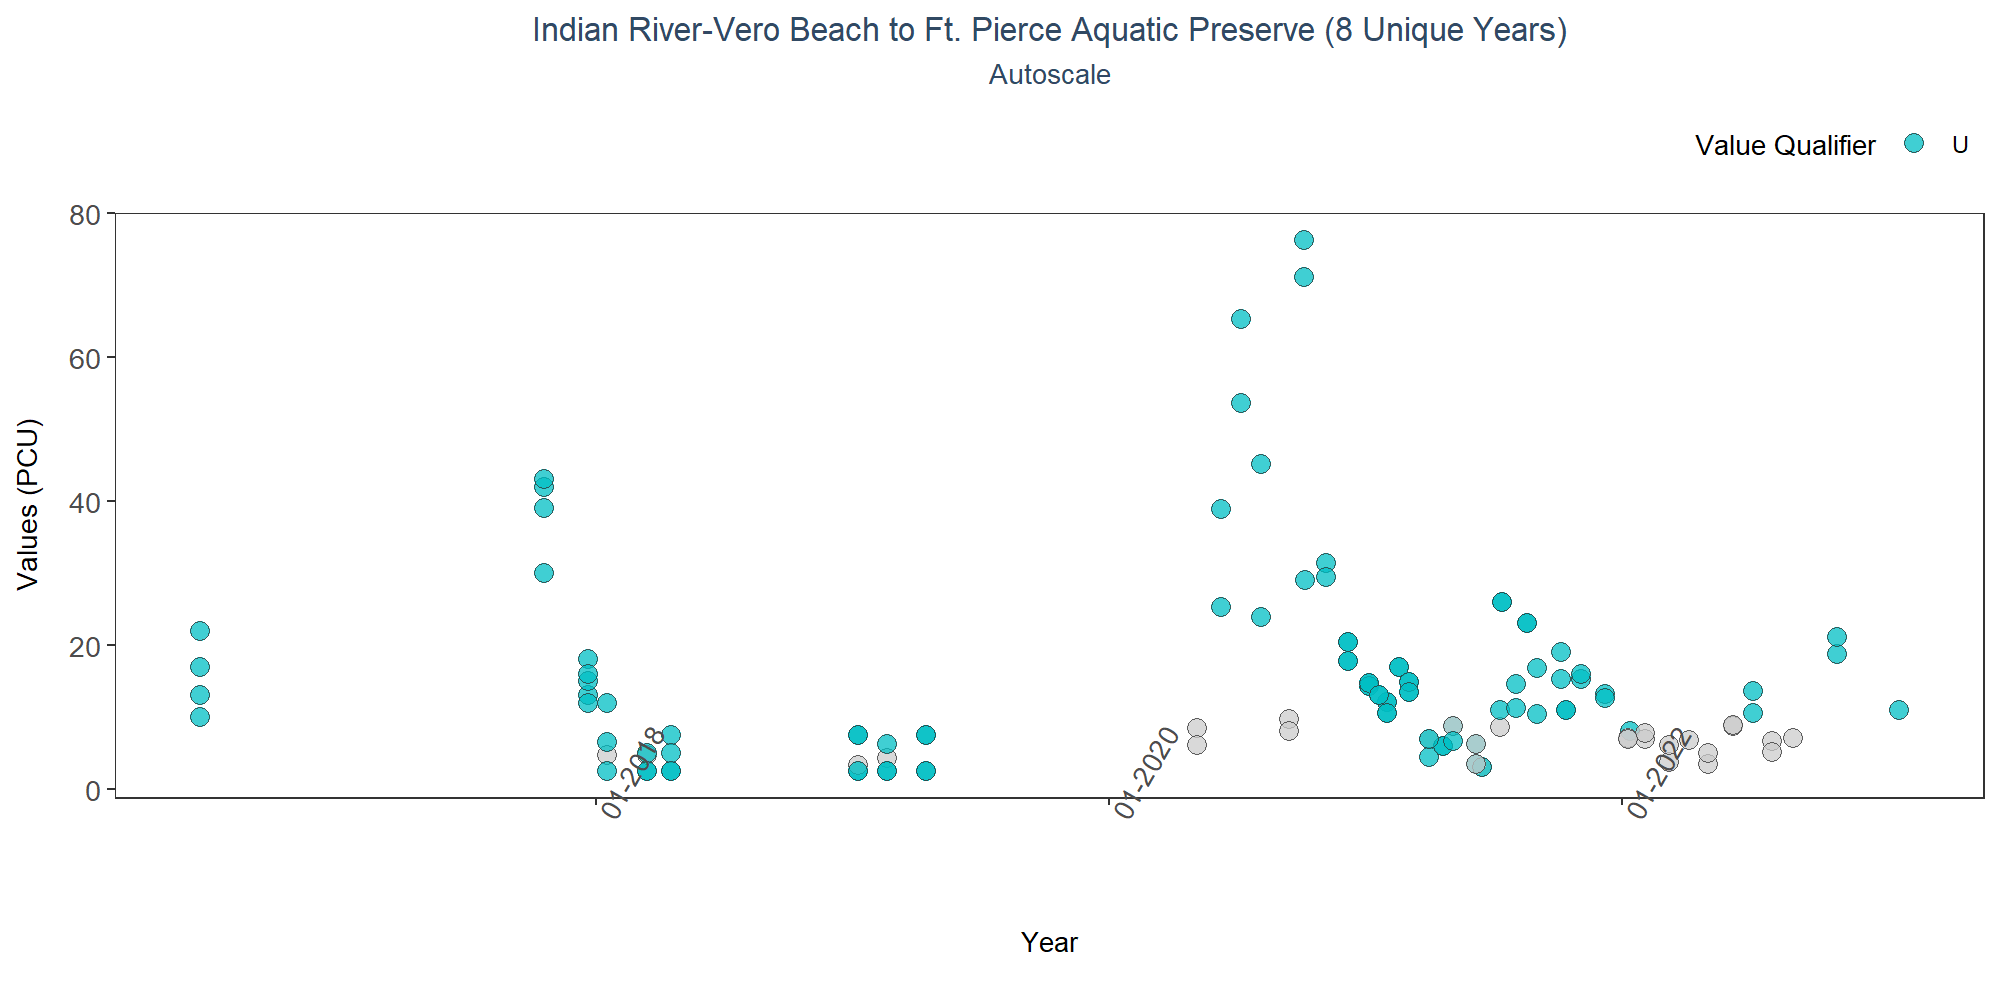 Indian River-Vero Beach to Ft. Pierce Aquatic Preserve (8 Unique Years)
Autoscale
Value Qualifier U
80
60
40
20
0
Values (PCU)
01-2018
01-2020
01-2022
Year